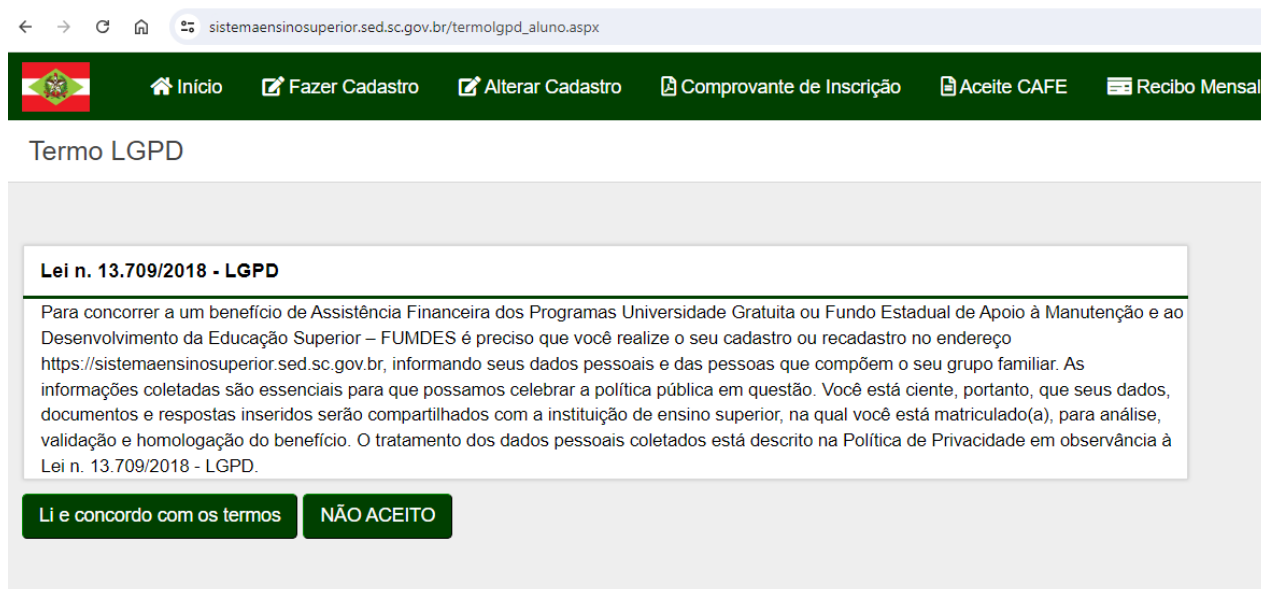 sistemaensinosuperior.sed.sc.gov.br/termolgpd_aluno.aspx
Início Fazer Cadastro Alterar Cadastro Comprovante de Inscrição Aceite CAFE Recibo Mensal
Termo LGPD
Lei n. 13.709/2018 - LGPD
Para concorrer a um benefício de Assistência Financeira dos Programas Universidade Gratuita ou Fundo Estadual de Apoio à Manutenção e ao
Desenvolvimento da Educação Superior – FUMDES é preciso que você realize o seu cadastro ou recadastro no endereço
https://sistemaensinosuperior.sed.sc.gov.br, informando seus dados pessoais e das pessoas que compõem o seu grupo familiar. As
informações coletadas são essenciais para que possamos celebrar a política pública em questão. Você está ciente, portanto, que seus dados,
documentos e respostas inseridos serão compartilhados com a instituição de ensino superior, na qual você está matriculado(a), para análise,
validação e homologação do benefício. O tratamento dos dados pessoais coletados está descrito na Política de Privacidade em observância à
Lei n. 13.709/2018 - LGPD.
Li e concordo com os termos NÃO ACEITO